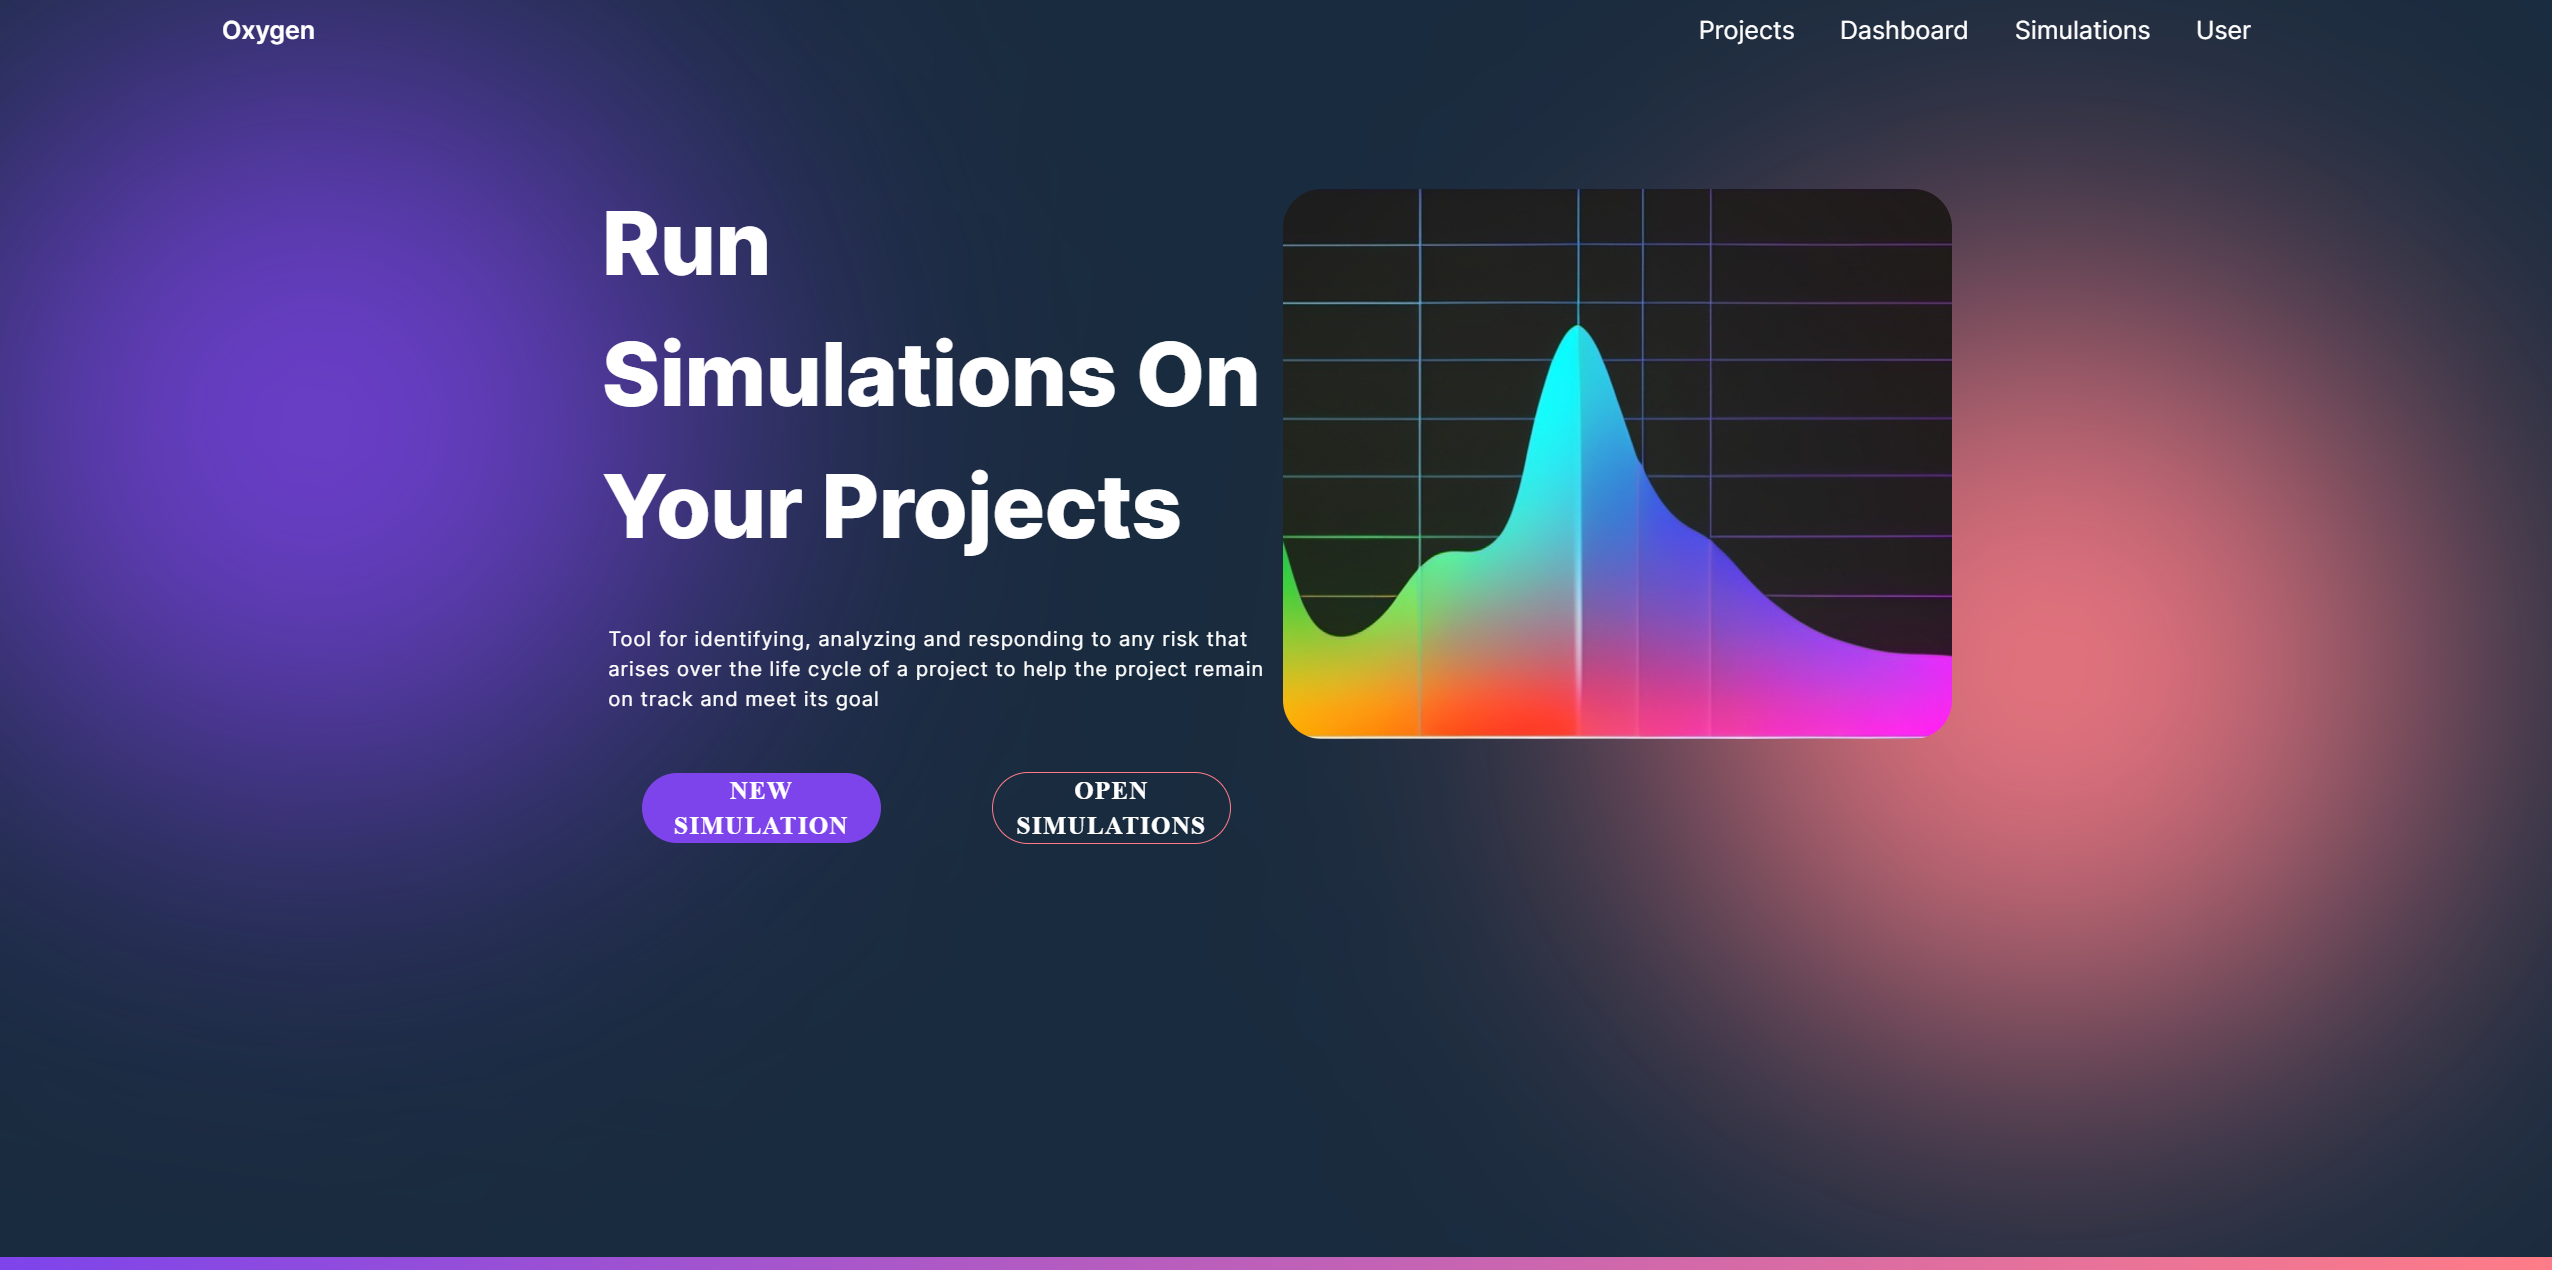 Oxygen
Projects Dashboard Simulations User
Run
Simulations On
Your Projects
Tool for identifying, analyzing and responding to any risk that
arises over the life cycle of a project to help the project remain
on track and meet its goal
NEW
SIMULATION
OPEN
SIMULATIONS